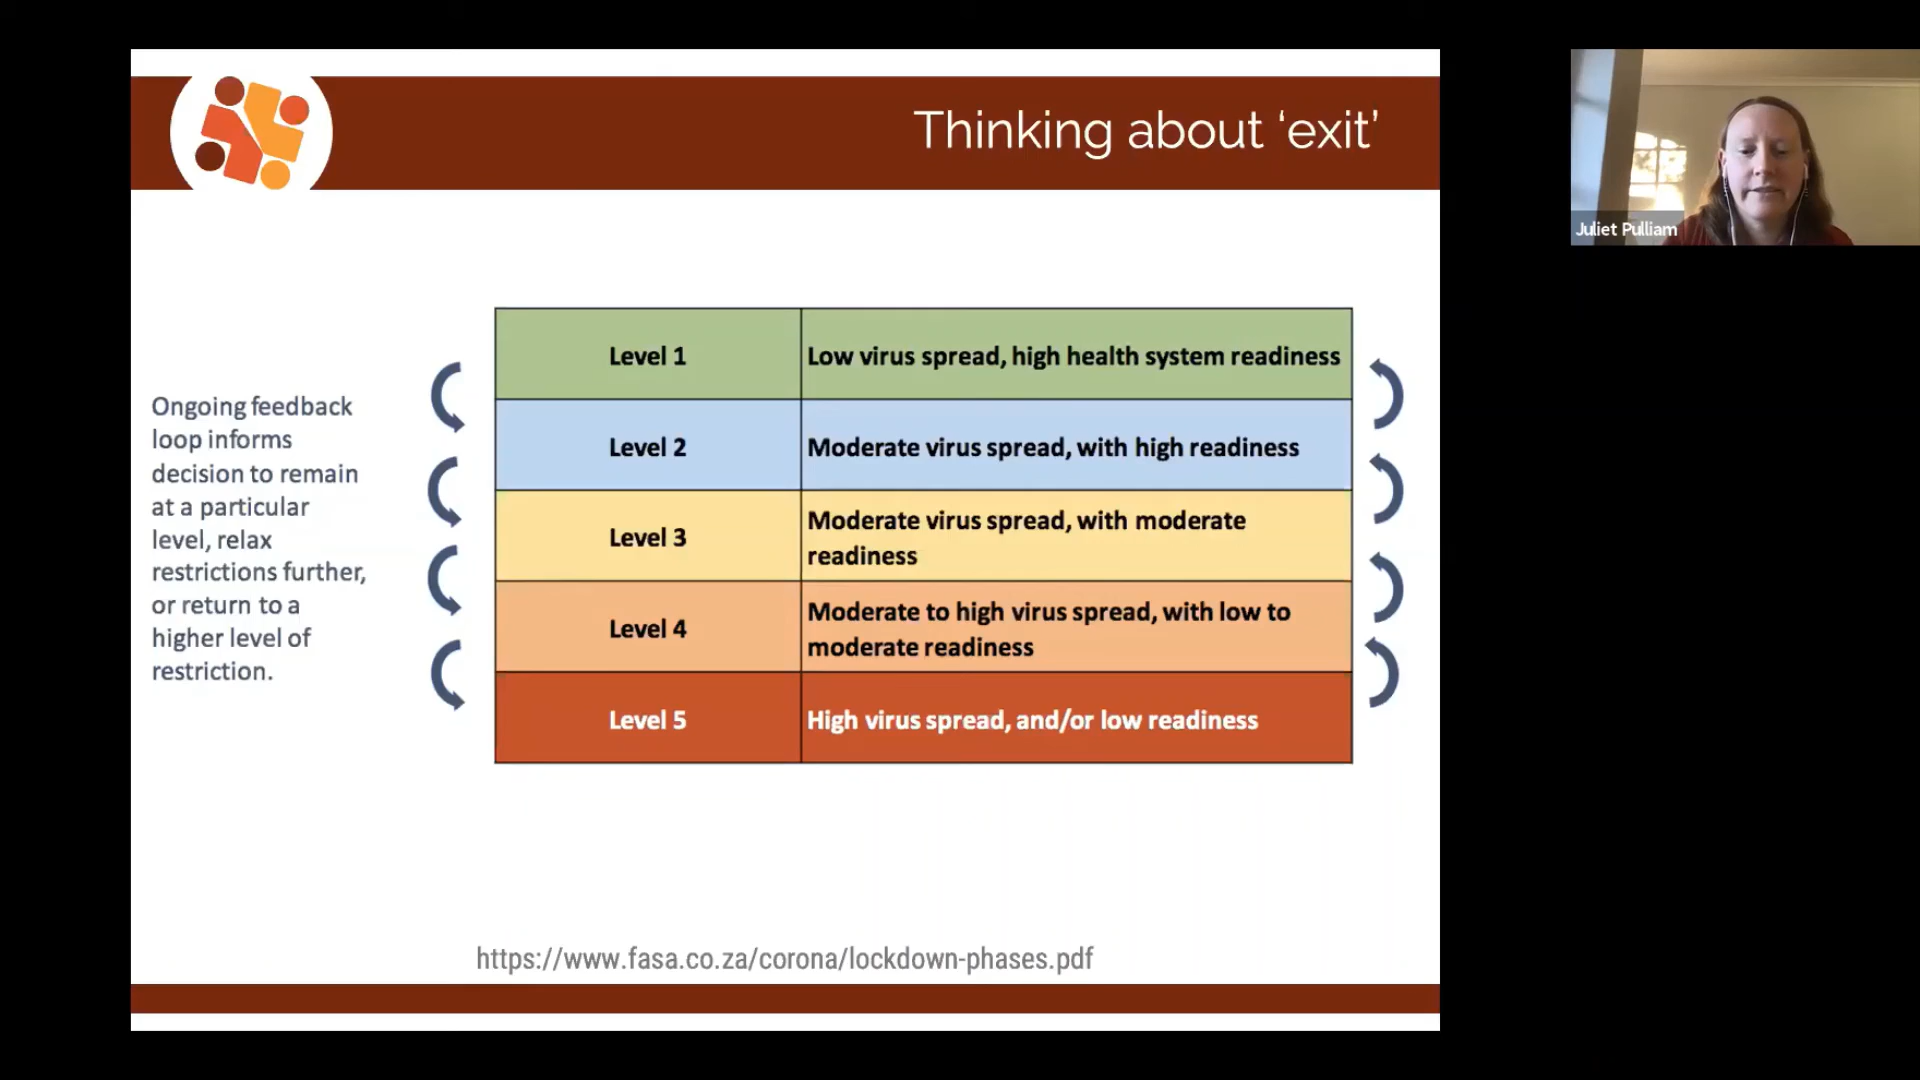 Thinking about ‘exit’
Juliet Pulliam
Ongoing feedback
loop informs
decision to remain
at a particular
level, relax
restrictions further,
or return to a
higher level of
restriction.
Level 1
Low virus spread, high health system readiness
Level 2
Moderate virus spread, with high readiness
Level 3
Moderate virus spread, with moderate
readiness
Level 4
Moderate to high virus spread, with low to
moderate readiness
Level 5
High virus spread, and/or low readiness
https://www.fasa.co.za/corona/lockdown-phases.pdf